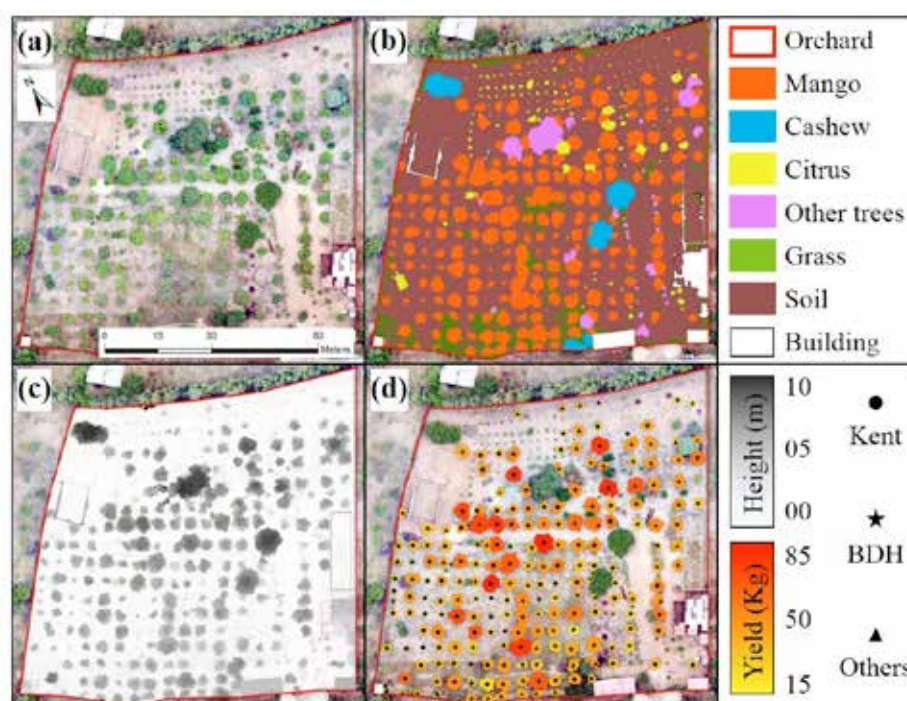 (a)
N
0 15 30 60
Meters
(b)
Orchard
Mango
Cashew
Citrus
Other trees
Grass
Soil
Building
(c)
(d)
Height (m)
10
05
00
Yield (Kg)
85
50
15
Kent
BDH
Others